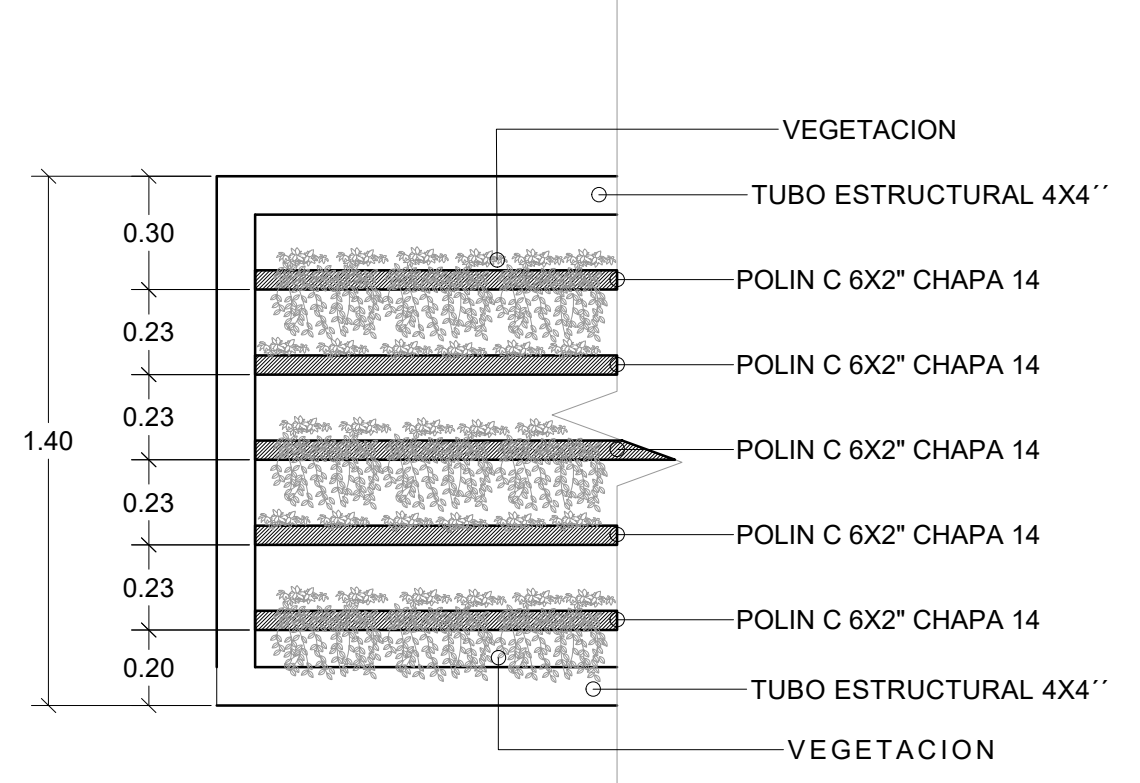 VEGETACION
TUBO ESTRUCTURAL 4X4´´
0.30
POLIN C 6X2" CHAPA 14
0.23
POLIN C 6X2" CHAPA 14
0.23
1.40
POLIN C 6X2" CHAPA 14
0.23
POLIN C 6X2" CHAPA 14
0.23
POLIN C 6X2" CHAPA 14
0.20
TUBO ESTRUCTURAL 4X4´´
VEGETACION